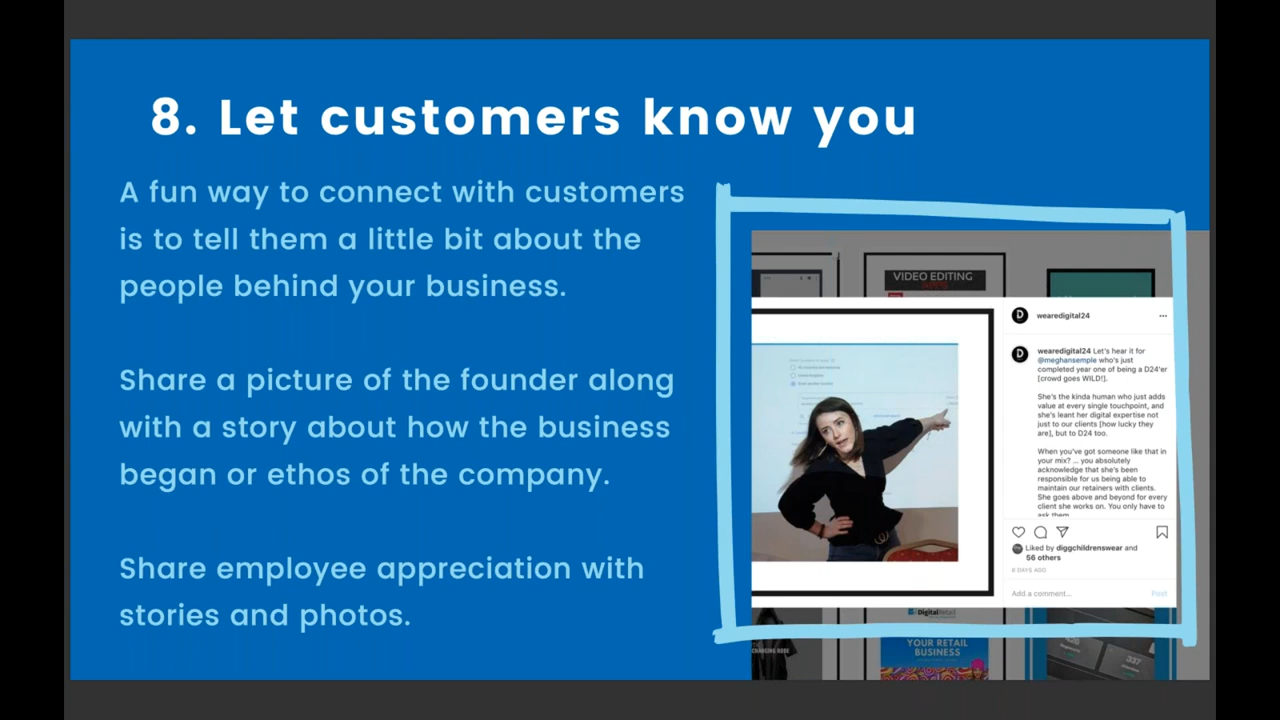 8. Let customers know you
A fun way to connect with customers
is to tell them a little bit about the
people behind your business.
Share a picture of the founder along
with a story about how the business
began or ethos of the company.
Share employee appreciation with
stories and photos.
VIDEO EDITING
APPS
D wearedigital24
D wearedigital24 Let's hear it for
@meghansemple who's just
completed year one of being a D24'er
[crowd goes WILD!].
She's the kinda human who just adds
value at every single touchpoint, and
she's leant her digital expertise not
just to our clients [how lucky they
are], but to D24 too.
When you've got someone like that in
your mix? ... you absolutely
acknowledge that she's been
responsible for us being able to
maintain our retainers with clients.
She goes above and beyond for every
client she works on. You only have to
ask them
Liked by diggchildrenswear and
56 others
6 DAYS AGO
Add a comment... Post
DigitalRetail
YOUR RETAIL
BUSINESS
CHANGING ROBE
337